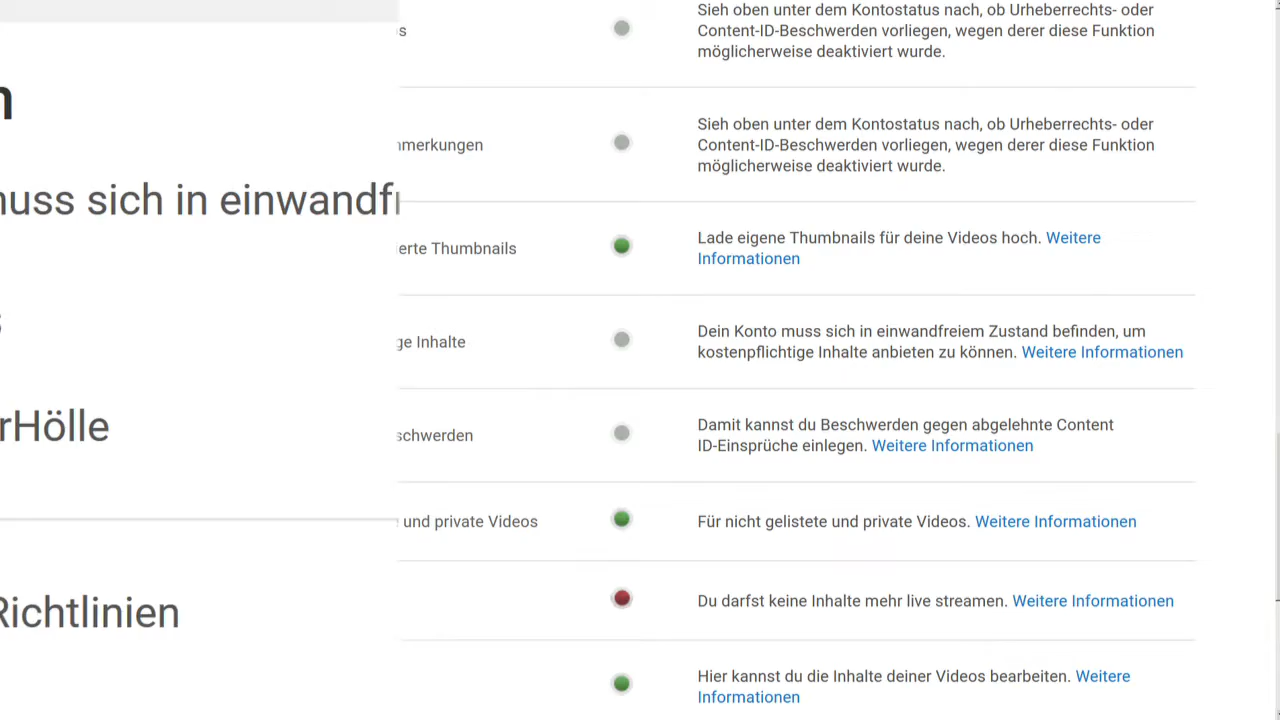 n
muss sich in einwandfr
s
rHölle
Richtlinien
s
Sieh oben unter dem Kontostatus nach, ob Urheberrechts- oder
Content-ID-Beschwerden vorliegen, wegen derer diese Funktion
möglicherweise deaktiviert wurde.
nmerkungen
Sieh oben unter dem Kontostatus nach, ob Urheberrechts- oder
Content-ID-Beschwerden vorliegen, wegen derer diese Funktion
möglicherweise deaktiviert wurde.
erte Thumbnails
Lade eigene Thumbnails für deine Videos hoch. Weitere
Informationen
ge Inhalte
Dein Konto muss sich in einwandfreiem Zustand befinden, um
kostenpflichtige Inhalte anbieten zu können. Weitere Informationen
schwerden
Damit kannst du Beschwerden gegen abgelehnte Content
ID-Einsprüche einlegen. Weitere Informationen
und private Videos
Für nicht gelistete und private Videos. Weitere Informationen
Du darfst keine Inhalte mehr live streamen. Weitere Informationen
Hier kannst du die Inhalte deiner Videos bearbeiten. Weitere
Informationen